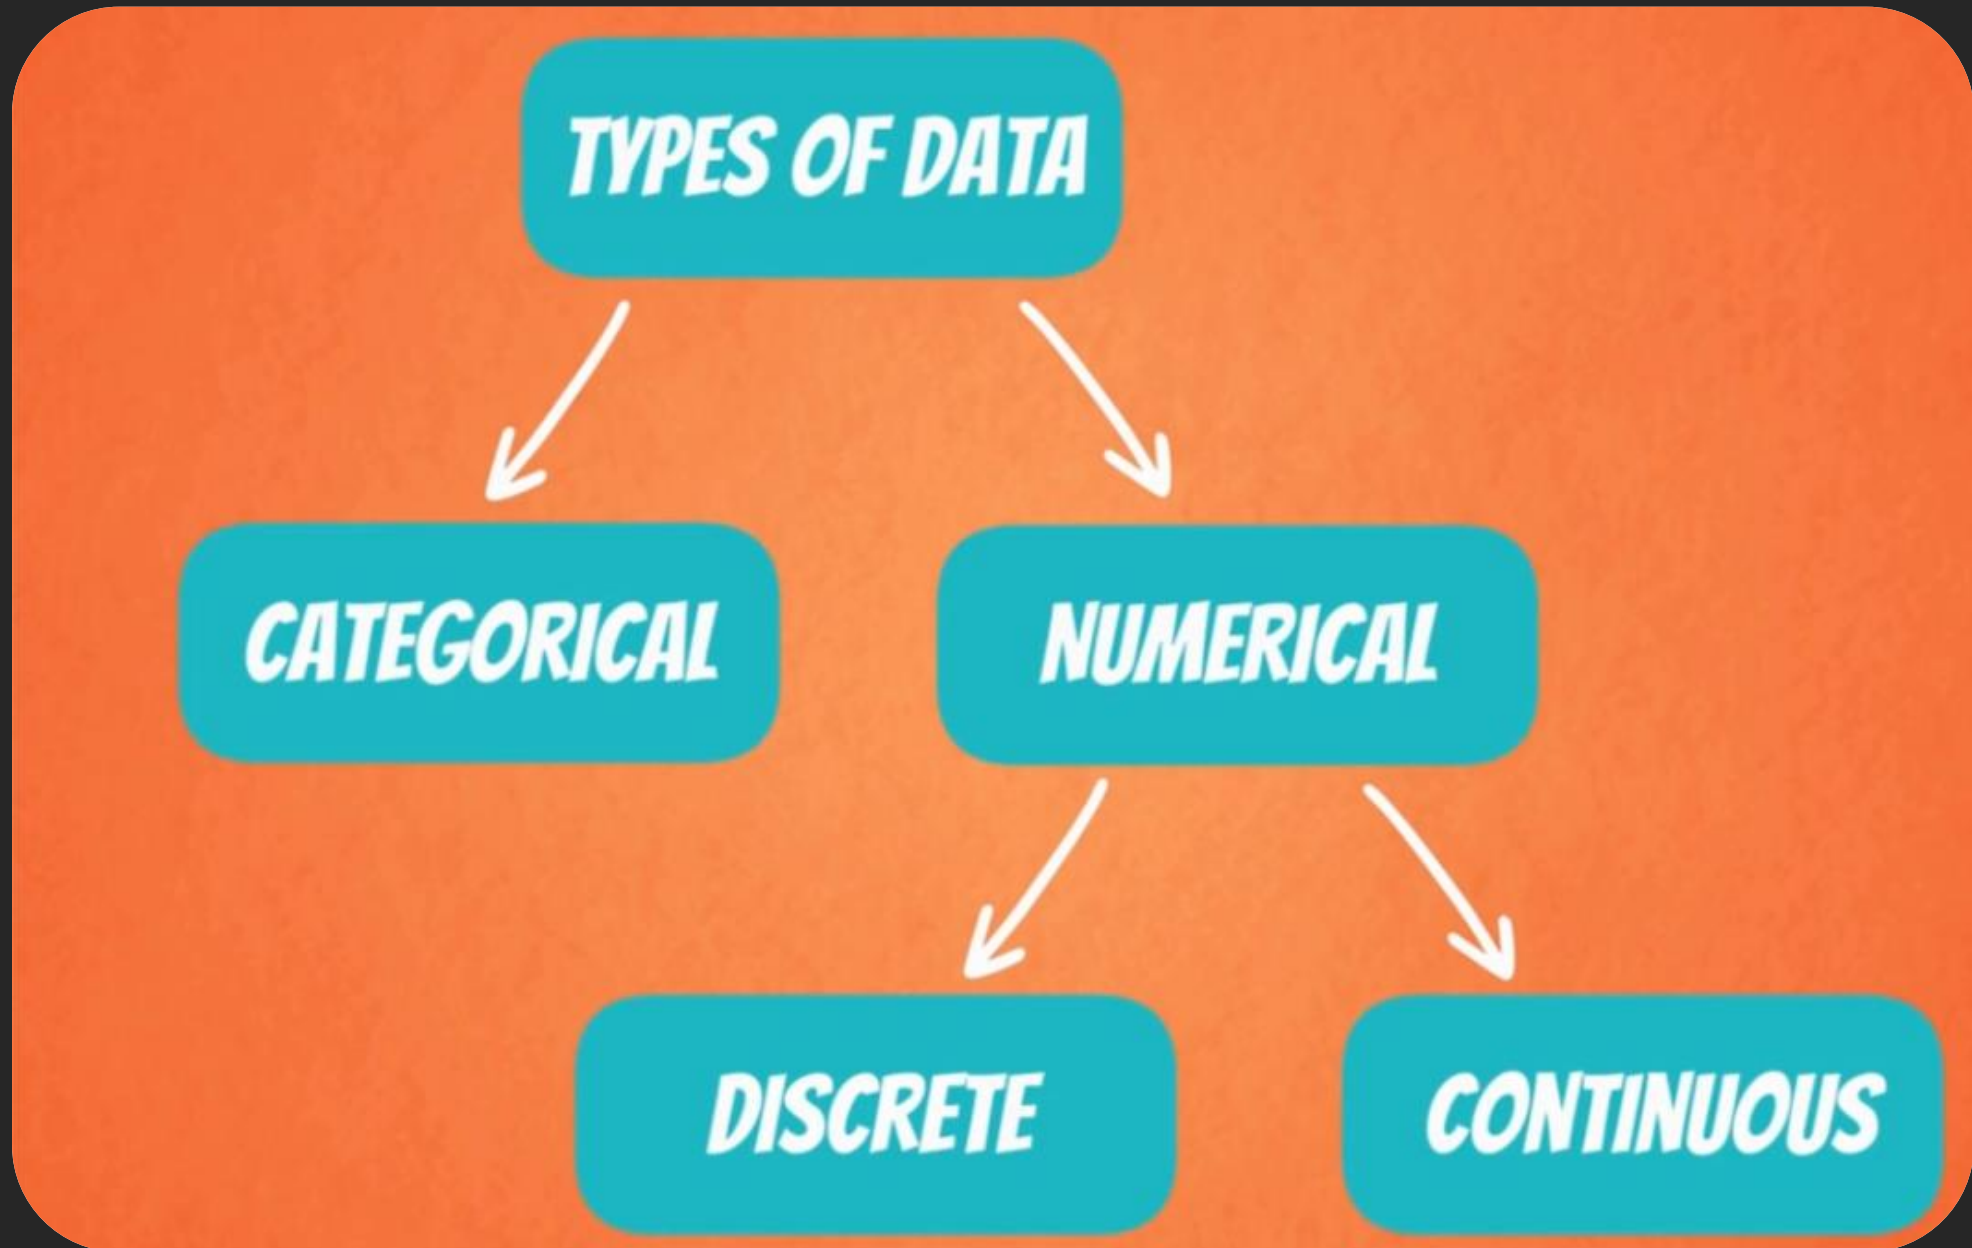 TYPES OF DATA
CATEGORICAL
NUMERICAL
DISCRETE
CONTINUOUS